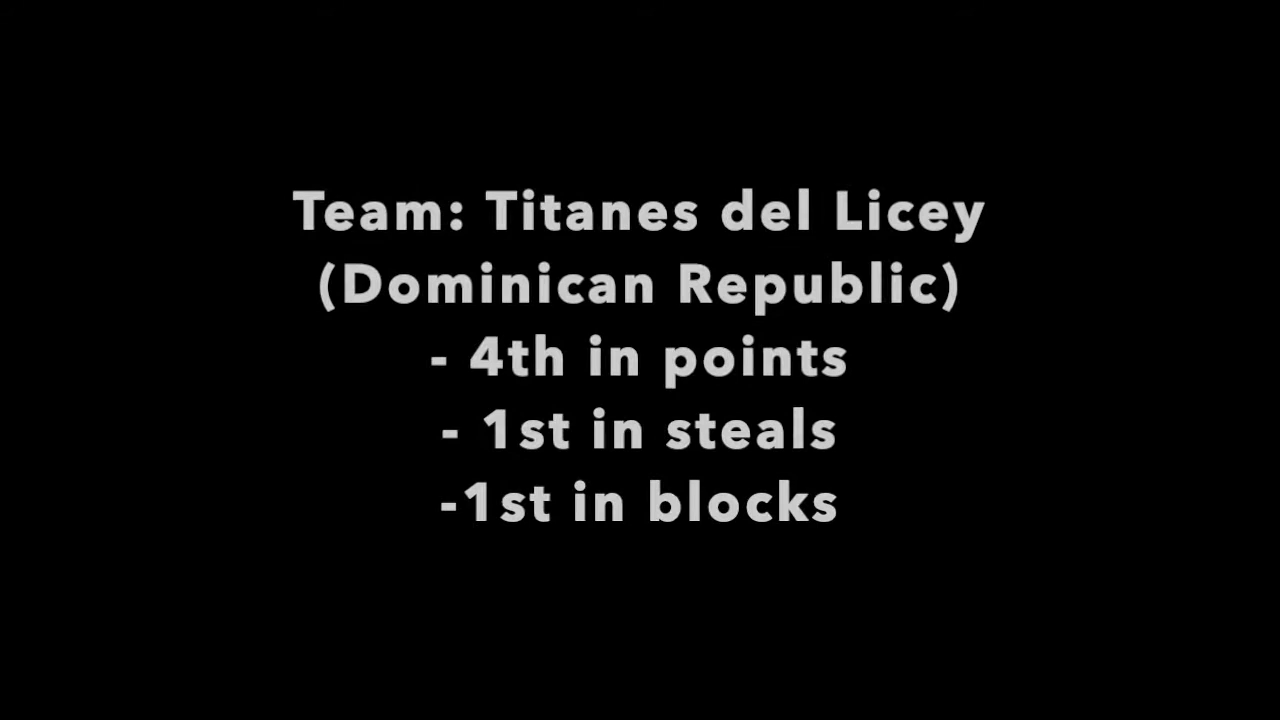 Team: Titanes del Licey
(Dominican Republic)
- 4th in points
- 1st in steals
-1st in blocks